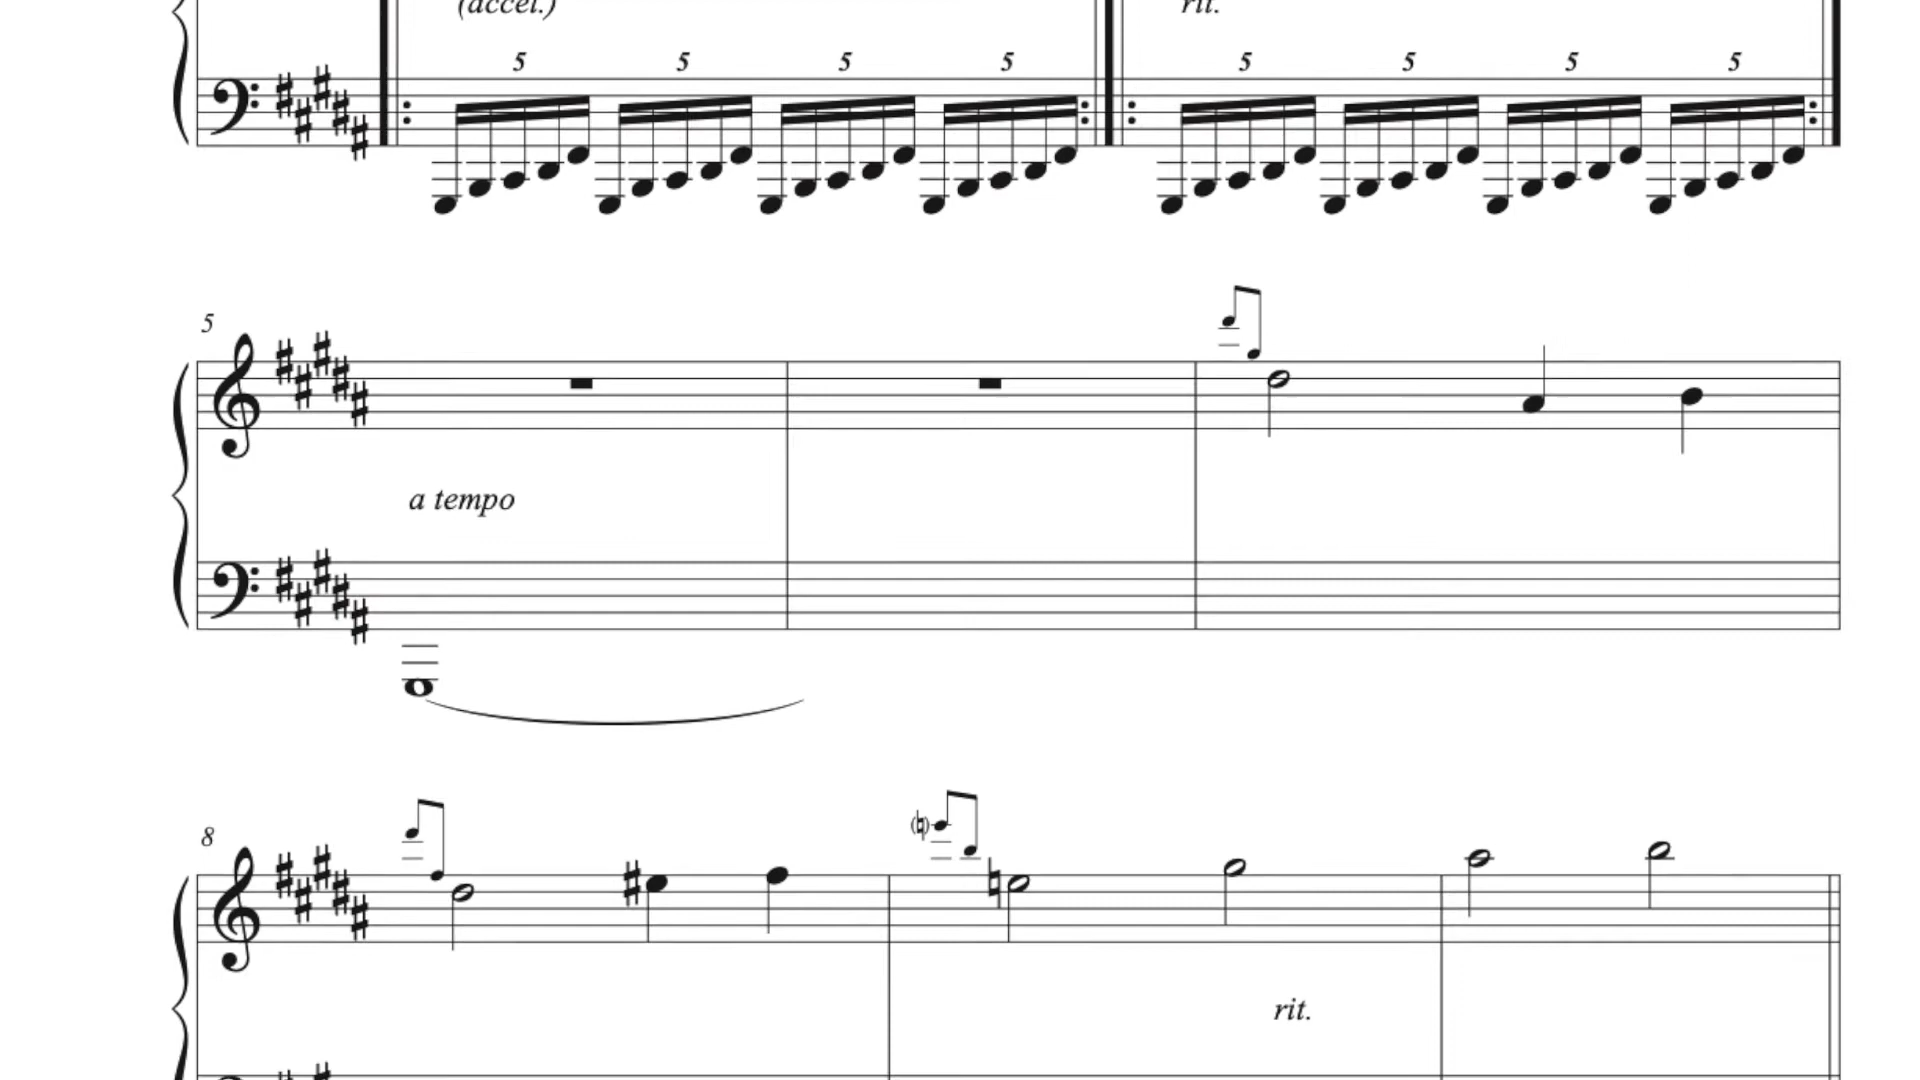 (accel.) rit.
5 5 5 5 5 5 5 5
5
a tempo
8
rit.